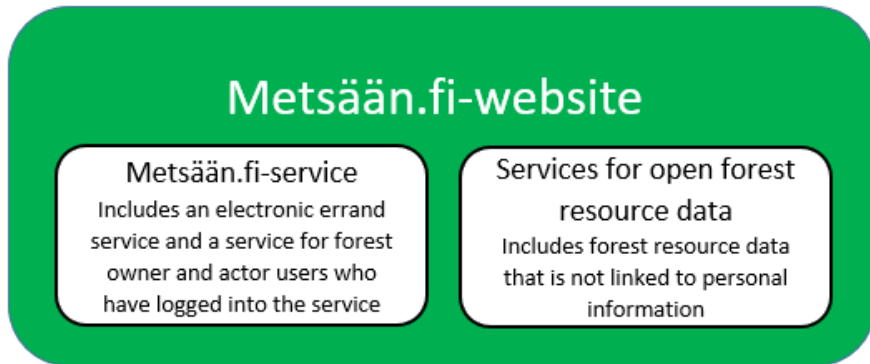 Metsään.fi-website
Metsään.fi-service
Includes an electronic errand
service and a service for forest
owner and actor users who
have logged into the service
Services for open forest
resource data
Includes forest resource data
that is not linked to personal
information